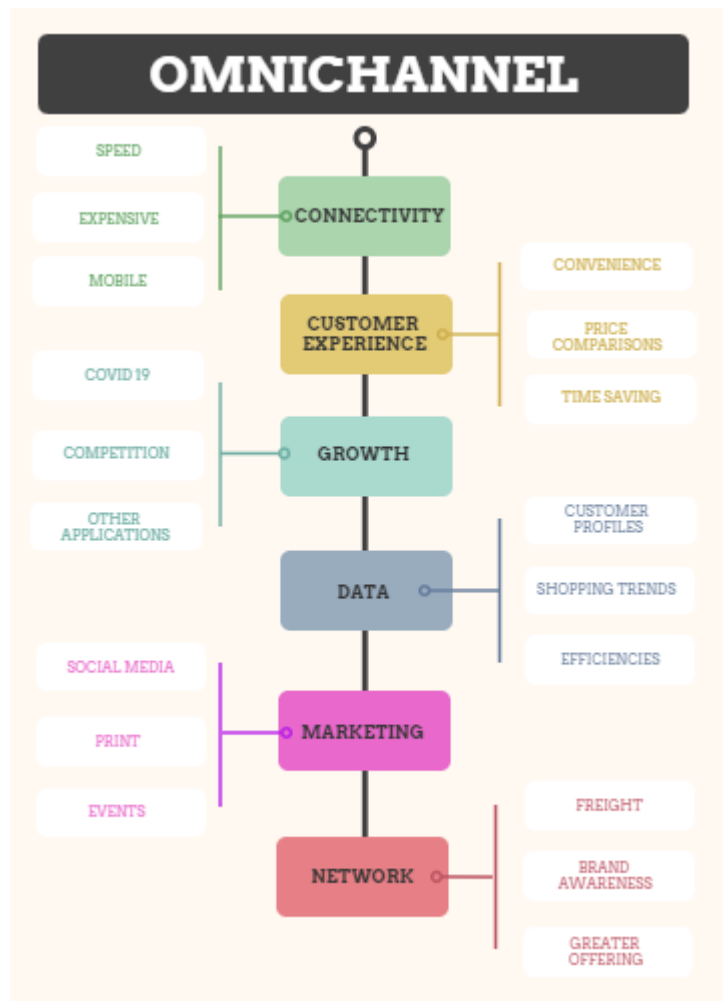 OMNICHANNEL
SPEED
EXPENSIVE
MOBILE
CONNECTIVITY
CONVENIENCE
PRICE
COMPARISONS
TIME SAVING
CUSTOMER
EXPERIENCE
COVID 19
COMPETITION
OTHER
APPLICATIONS
GROWTH
CUSTOMER
PROFILES
SHOPPING TRENDS
EFFICIENCIES
DATA
SOCIAL MEDIA
PRINT
EVENTS
MARKETING
FREIGHT
BRAND
AWARENESS
GREATER
OFFERING
NETWORK